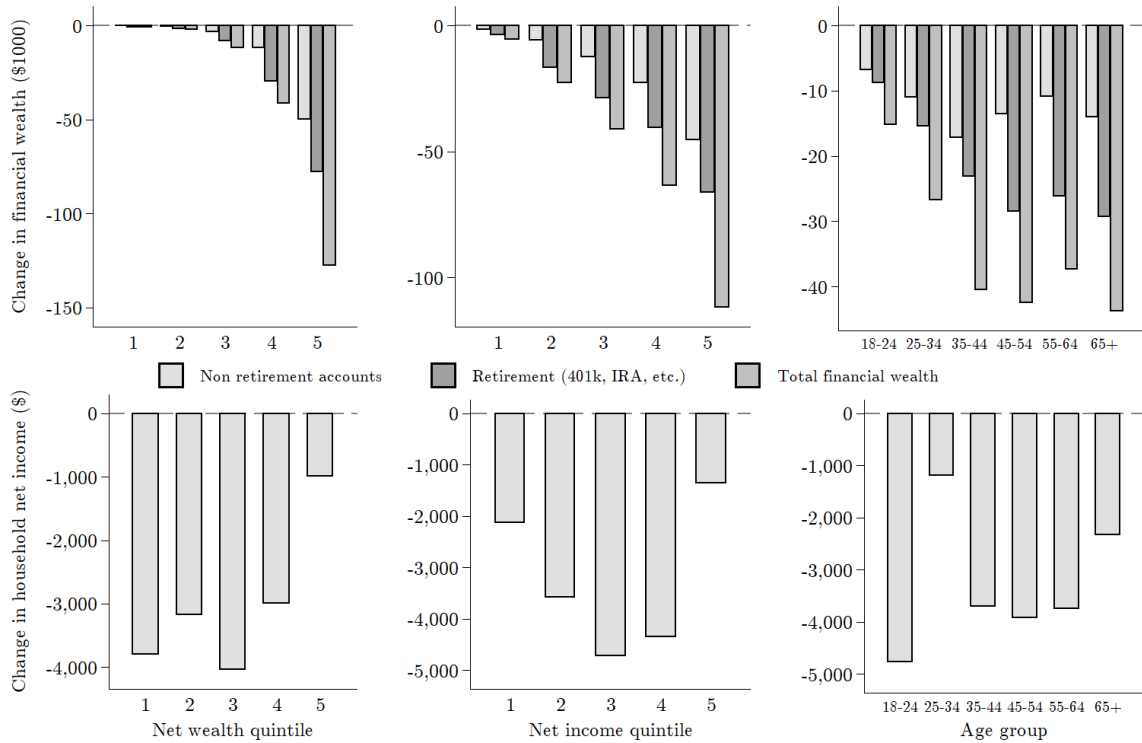 Change in financial wealth ($1000)
0
-50
-100
-150
1 2 3 4 5
0
-50
-100
1 2 3 4 5
0
-10
-20
-30
-40
18-24 25-34 35-44 45-54 55-64 65+
Non retirement accounts
Retirement (401k, IRA, etc.)
Total financial wealth
Change in household net income ($)
0
-1,000
-2,000
-3,000
-4,000
1 2 3 4 5
Net wealth quintile
0
-1,000
-2,000
-3,000
-4,000
-5,000
1 2 3 4 5
Net income quintile
0
-1,000
-2,000
-3,000
-4,000
-5,000
18-24 25-34 35-44 45-54 55-64 65+
Age group